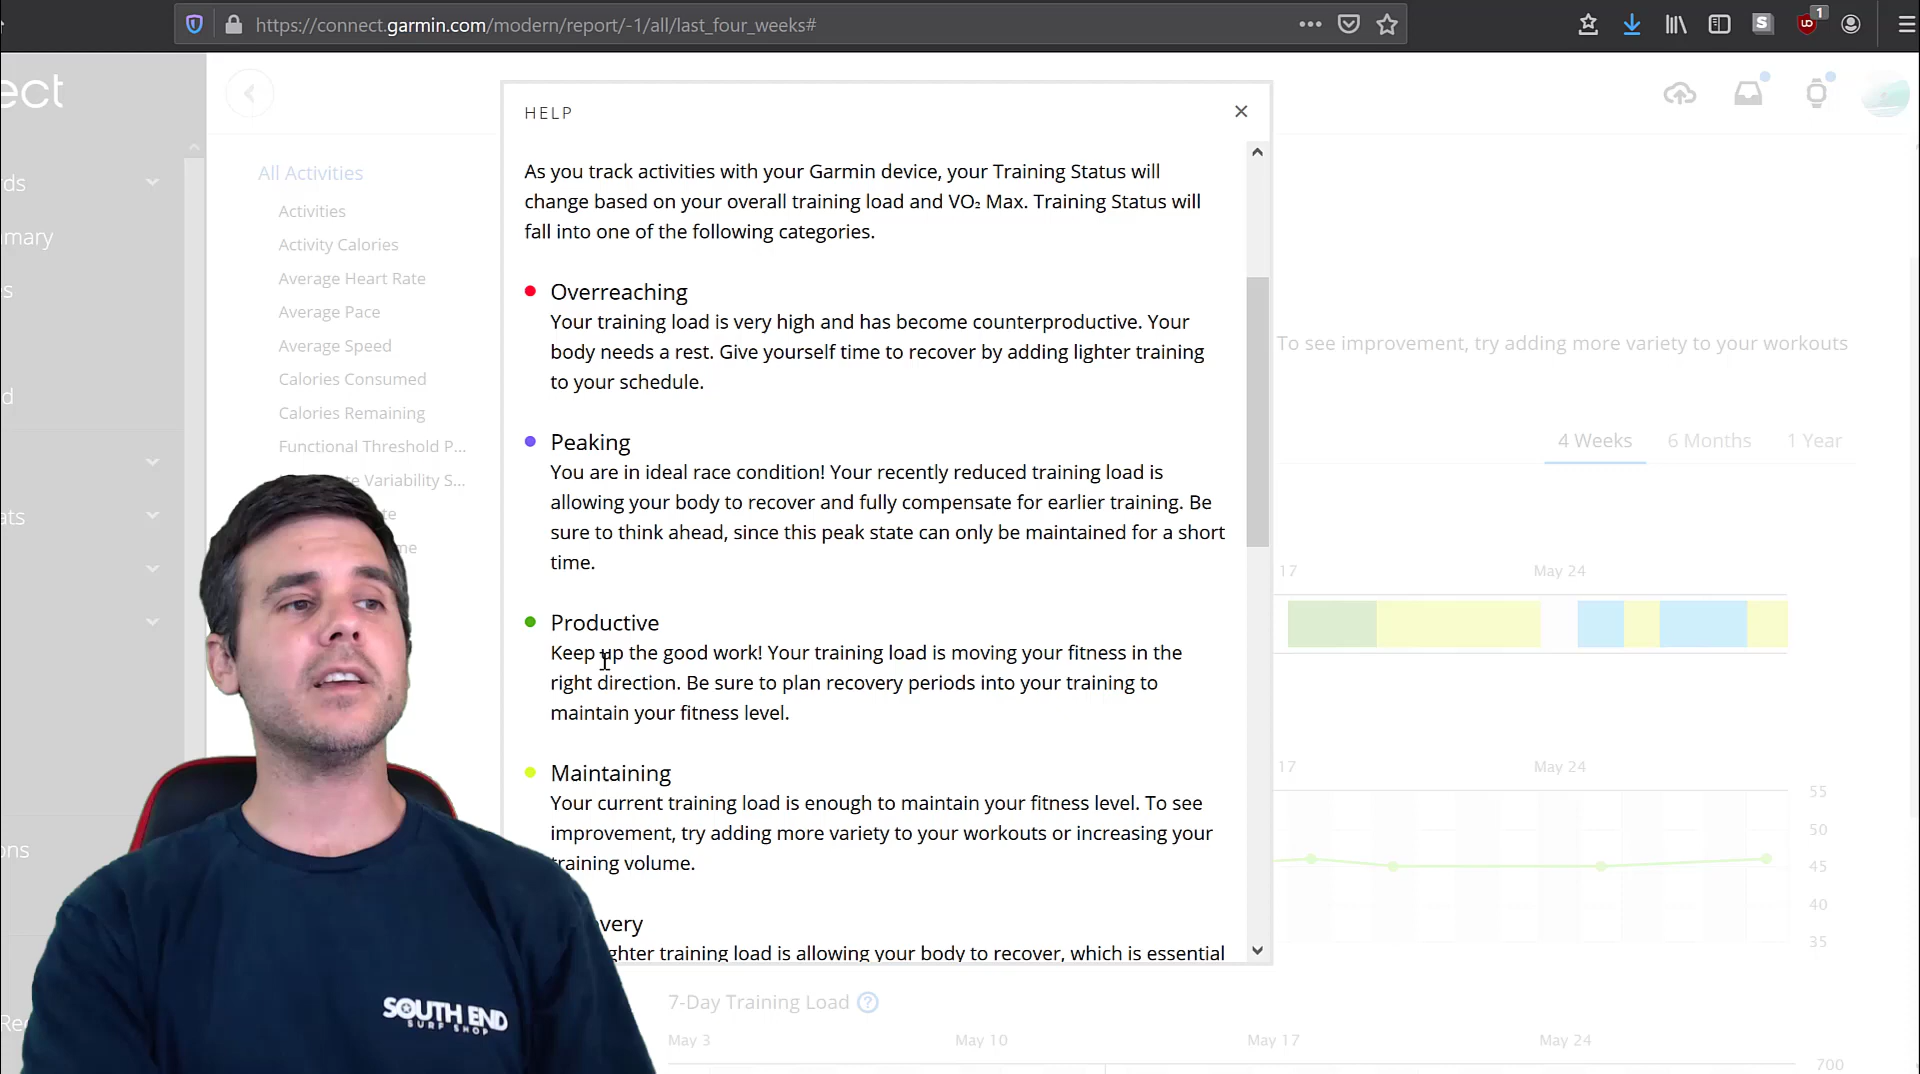 https://connect.garmin.com/modern/report/-1/all/last_four_weeks#
S
1
ect
HELP
rds
mary
es
d
ats
ons
Rec
All Activities
Activities
Activity Calories
Average Heart Rate
Average Pace
Average Speed
Calories Consumed
Calories Remaining
Functional Threshold P...
te Variability S...
te
me
As you track activities with your Garmin device, your Training Status will
change based on your overall training load and VO₂ Max. Training Status will
fall into one of the following categories.
Overreaching
Your training load is very high and has become counterproductive. Your
body needs a rest. Give yourself time to recover by adding lighter training
to your schedule.
Peaking
You are in ideal race condition! Your recently reduced training load is
allowing your body to recover and fully compensate for earlier training. Be
sure to think ahead, since this peak state can only be maintained for a short
time.
Productive
Keep up the good work! Your training load is moving your fitness in the
right direction. Be sure to plan recovery periods into your training to
maintain your fitness level.
Maintaining
Your current training load is enough to maintain your fitness level. To see
improvement, try adding more variety to your workouts or increasing your
training volume.
very
ghter training load is allowing your body to recover, which is essential
To see improvement, try adding more variety to your workouts
4 Weeks 6 Months 1 Year
17 May 24
17 May 24
55
50
45
40
35
7-Day Training Load ?
May 3 May 10 May 17 May 24
700
SOUTH END
SURF SHOP